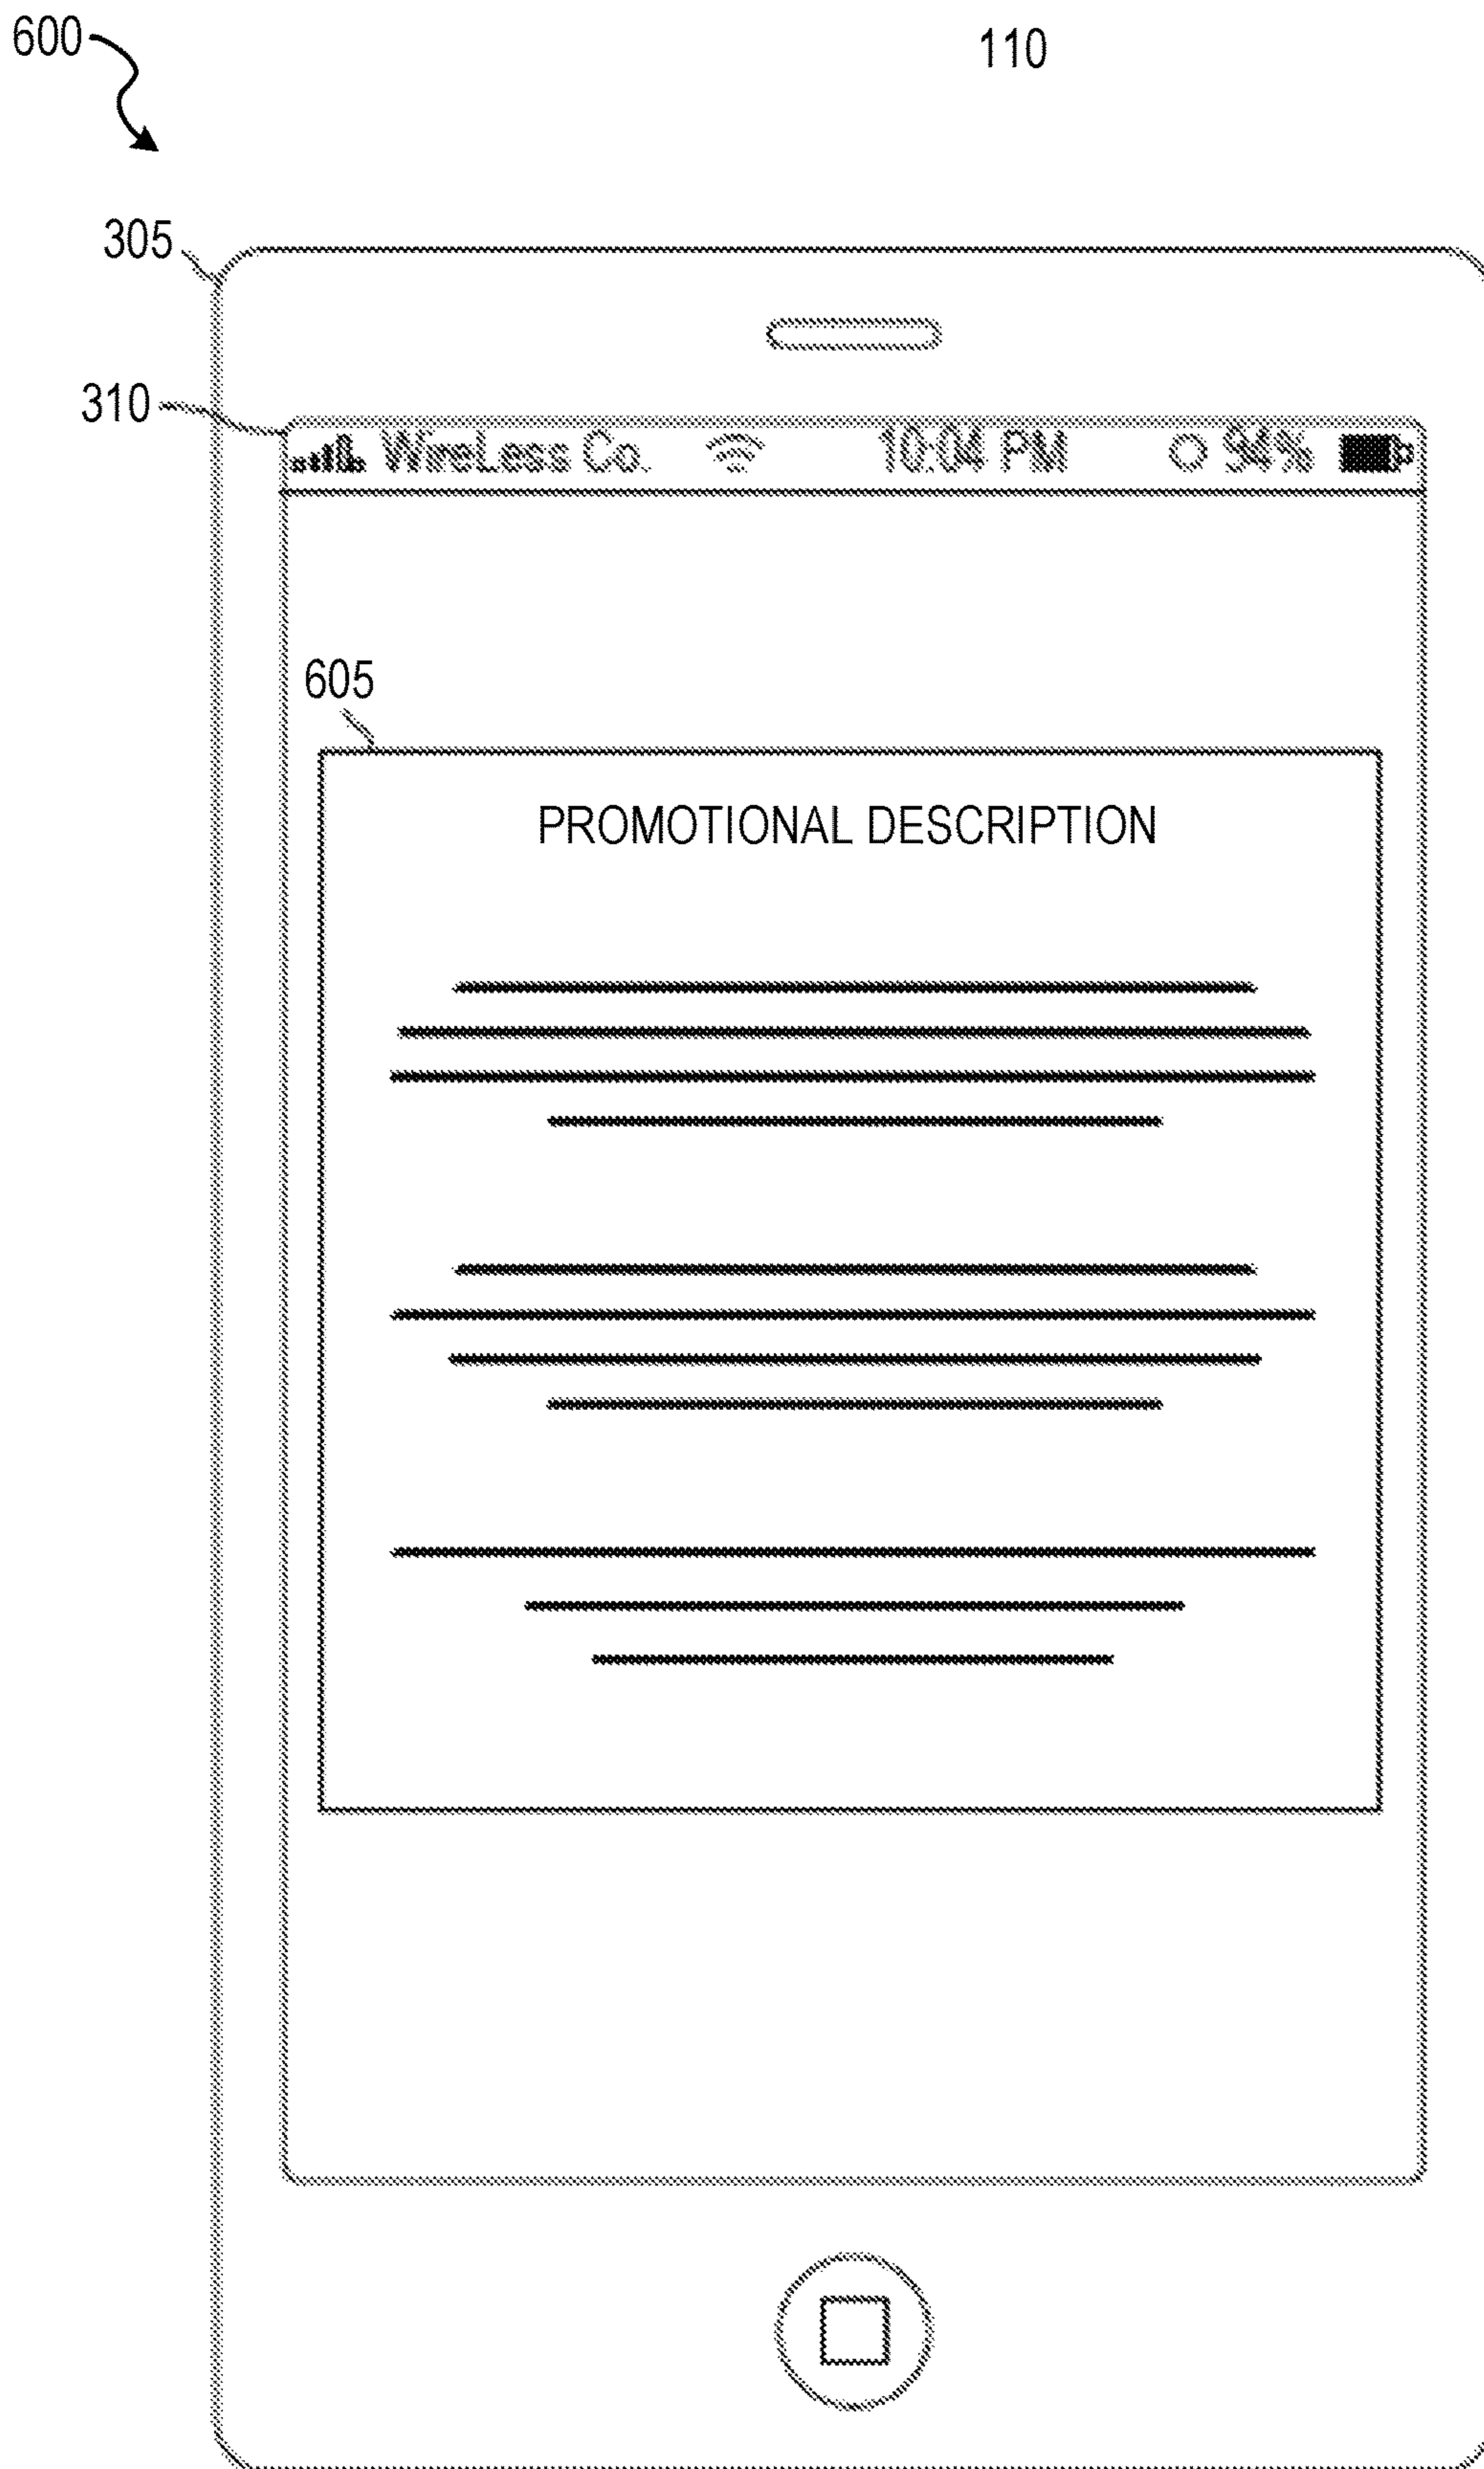 600
110
305
310
WireLess Co. 10:04 PM 94%
605
PROMOTIONAL DESCRIPTION